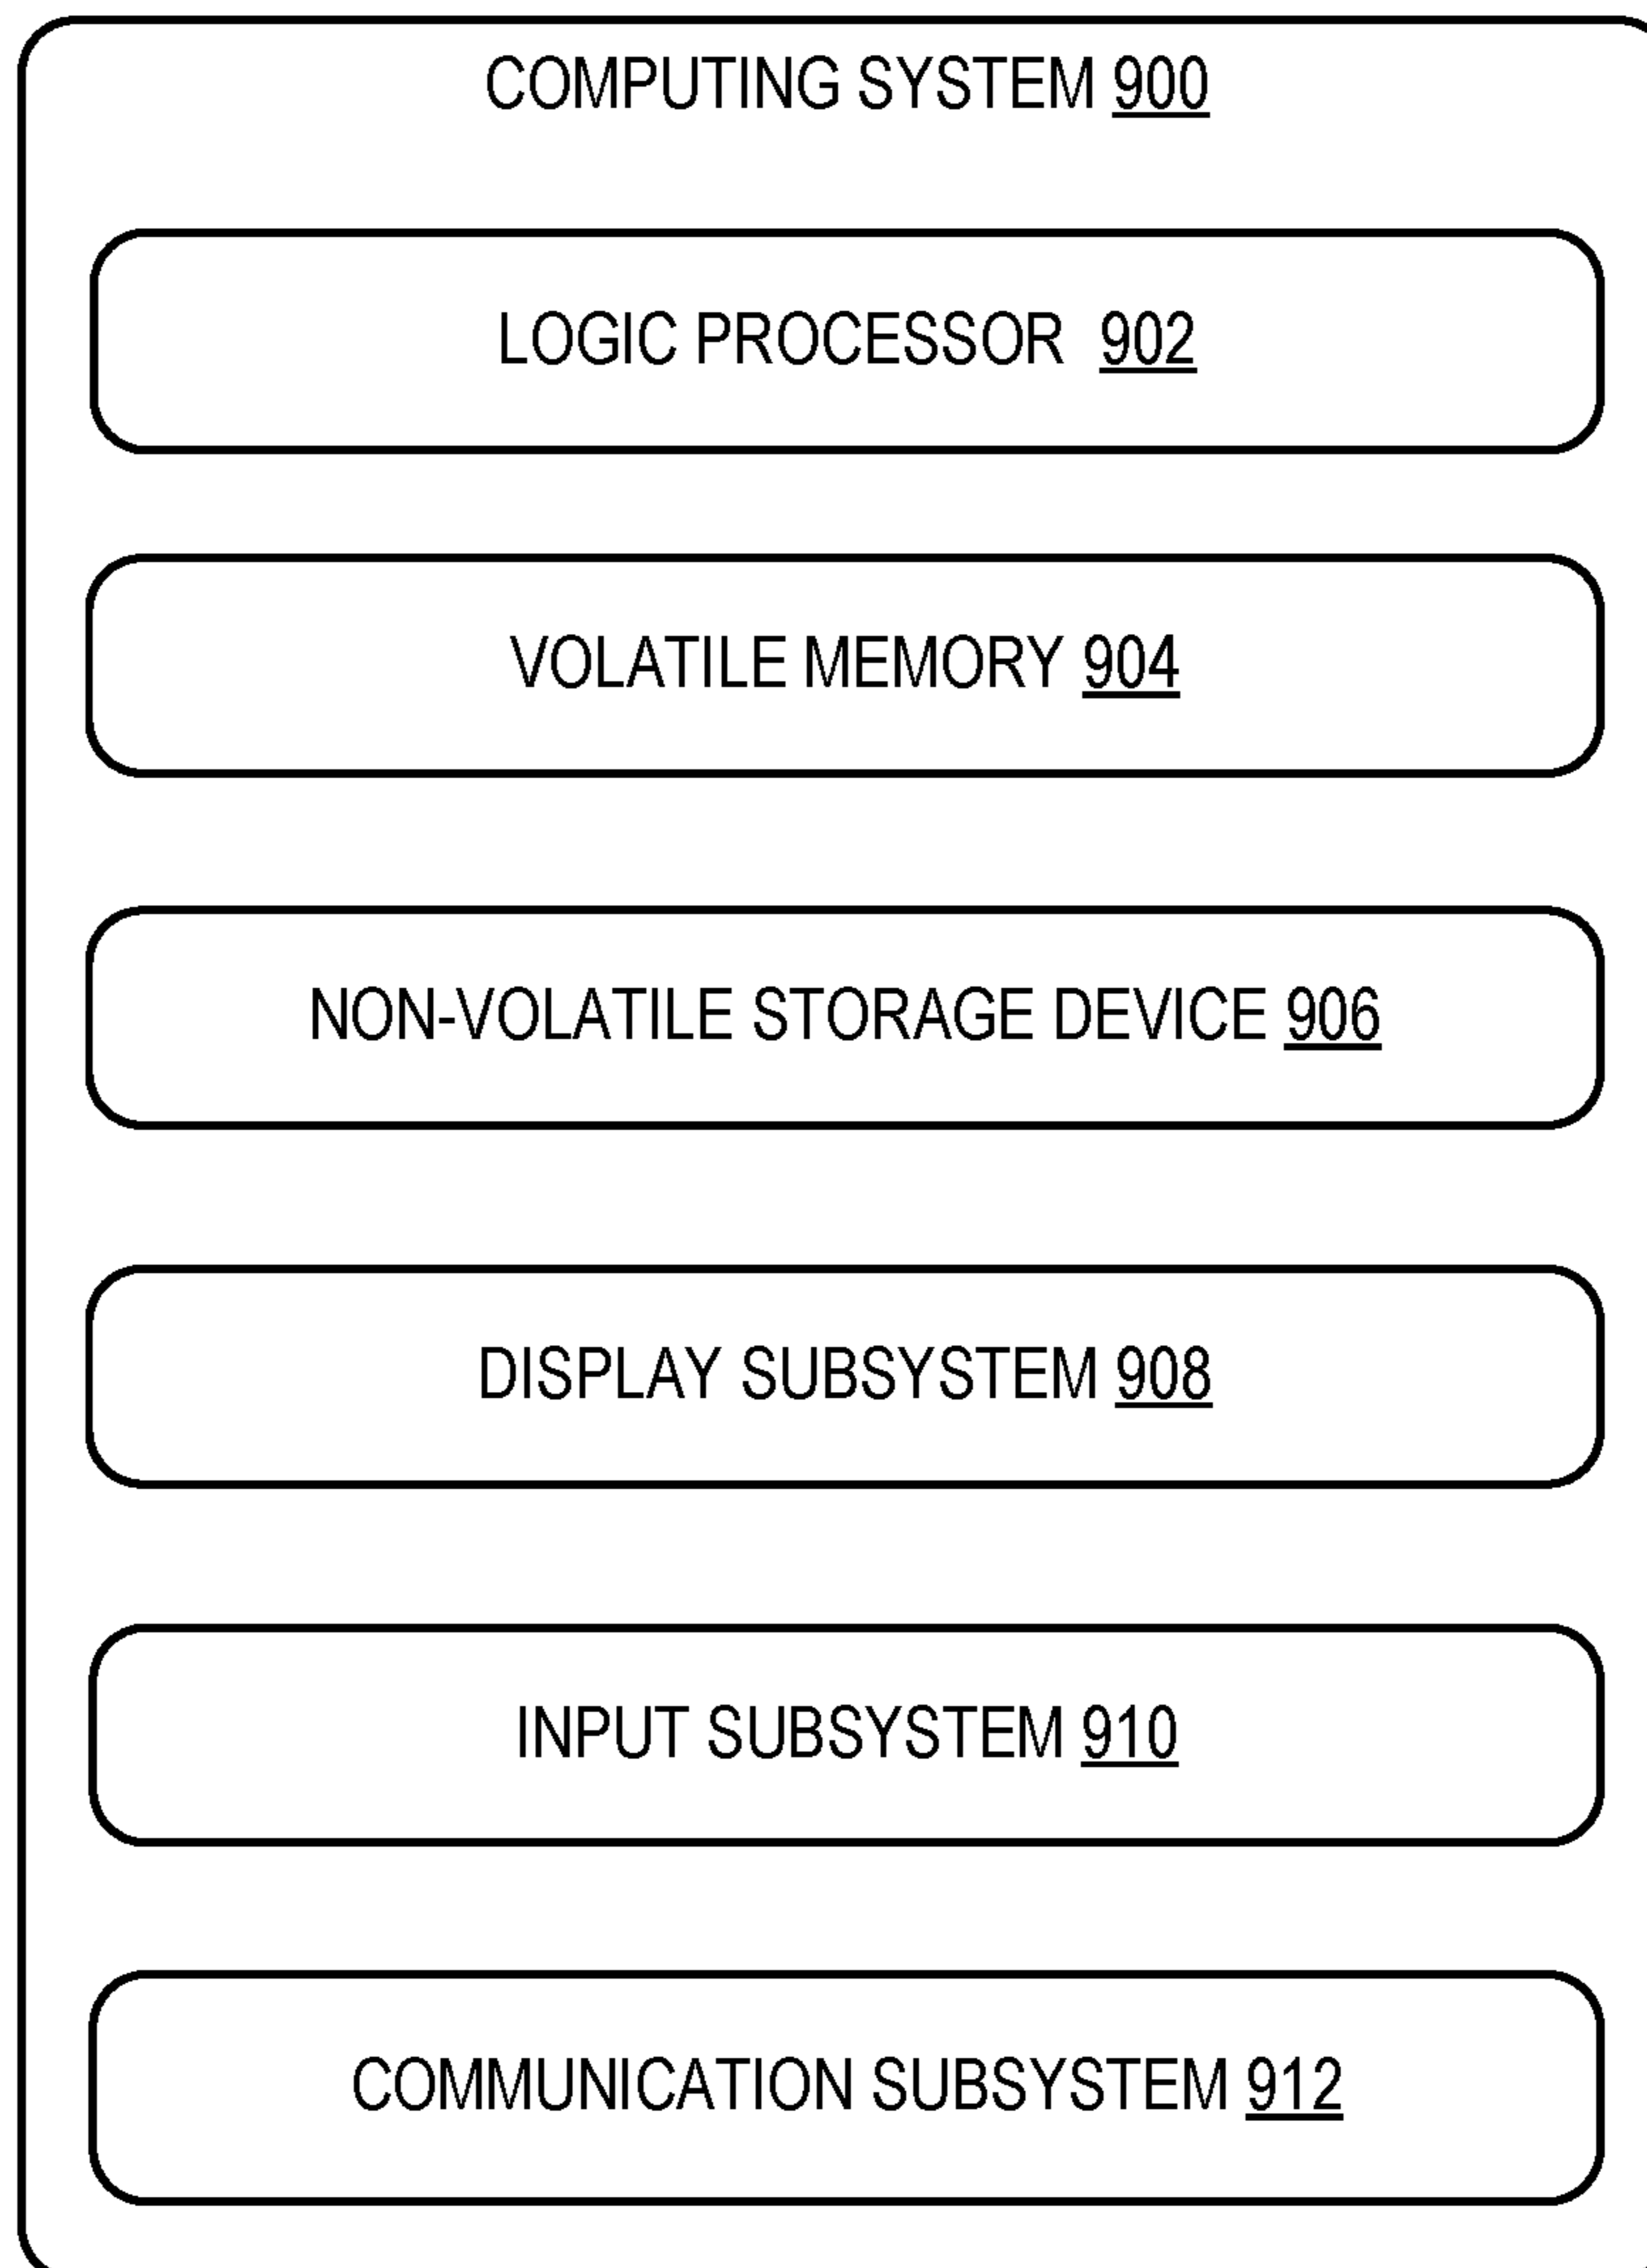 COMPUTING SYSTEM 900
LOGIC PROCESSOR 902
VOLATILE MEMORY 904
NON-VOLATILE STORAGE DEVICE 906
DISPLAY SUBSYSTEM 908
INPUT SUBSYSTEM 910
COMMUNICATION SUBSYSTEM 912